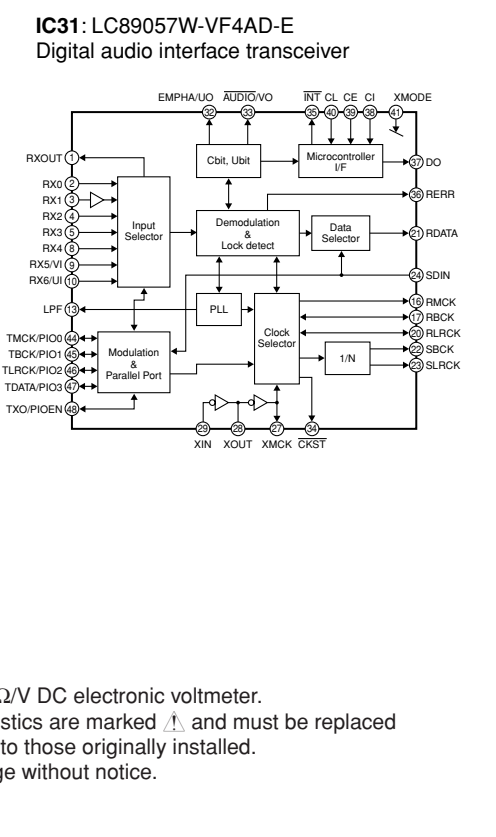 IC31: LC89057W-VF4AD-E
Digital audio interface transceiver
EMPHA/UO AUDIO/VO INT CL CE CI XMODE
32 33 35 40 39 38 41
RXOUT 1
RX0 2
RX1 3
RX2 4
RX3 5
RX4 8
RX5/VI 9
RX6/UI 10
LPF 13
TMCK/PIO0 44
TBCK/PIO1 45
TLRCK/PIO2 46
TDATA/PIO3 47
TXO/PIOEN 48
Cbit, Ubit
Microcontroller
I/F
Input
Selector
Demodulation
&
Lock detect
Data
Selector
PLL
Clock
Selector
Modulation
&
Parallel Port
1/N
37 DO
36 RERR
21 RDATA
24 SDIN
16 RMCK
17 RBCK
20 RLRCK
22 SBCK
23 SLRCK
29 28 27 34
XIN XOUT XMCK CKST
Ω/V DC electronic voltmeter.
stics are marked ⚠ and must be replaced
to those originally installed.
ge without notice.